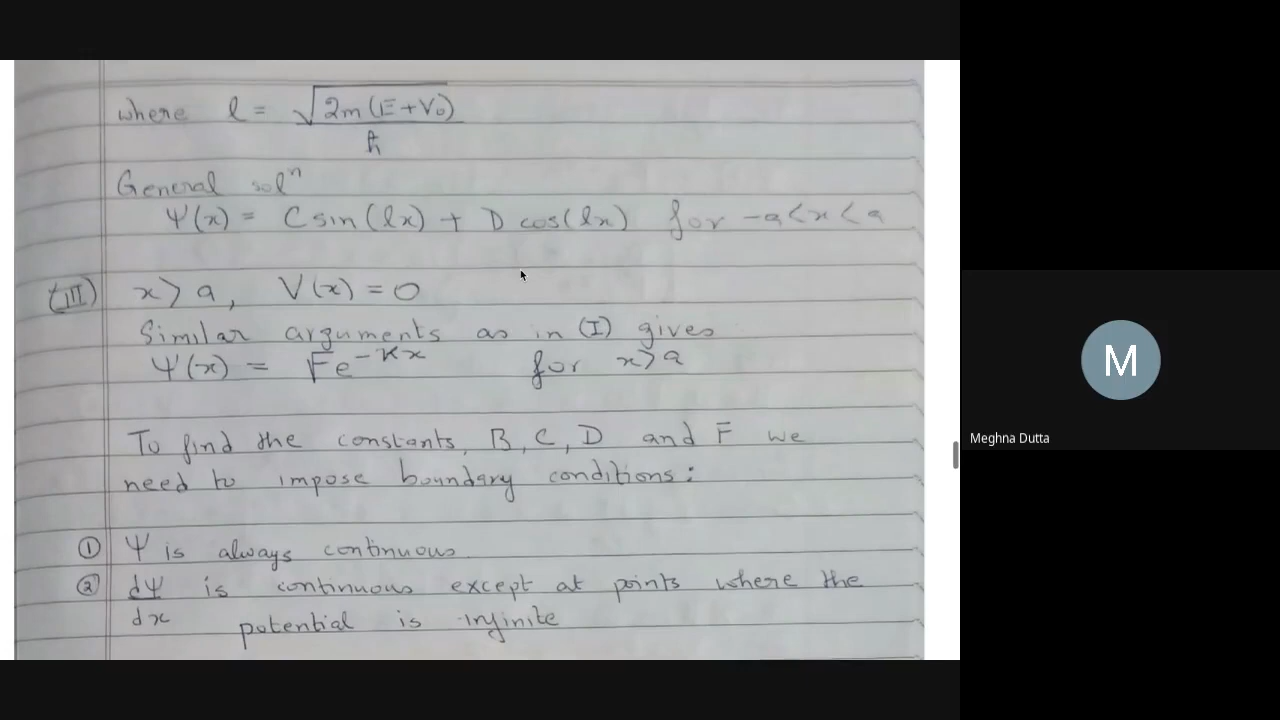 where l = √2m(E+V₀)
ħ
General solⁿ
Ψ(x) = C sin(lx) + D cos(lx) for -a<x<a
(III) x > a, V(x) = 0
Similar arguments as in (I) gives
Ψ(x) = Fe^-κx for x>a
M
Meghna Dutta
To find the constants, B, C, D and F we
need to impose boundary conditions:
① Ψ is always continuous.
② dΨ is continuous except at points where the
dx potential is infinite